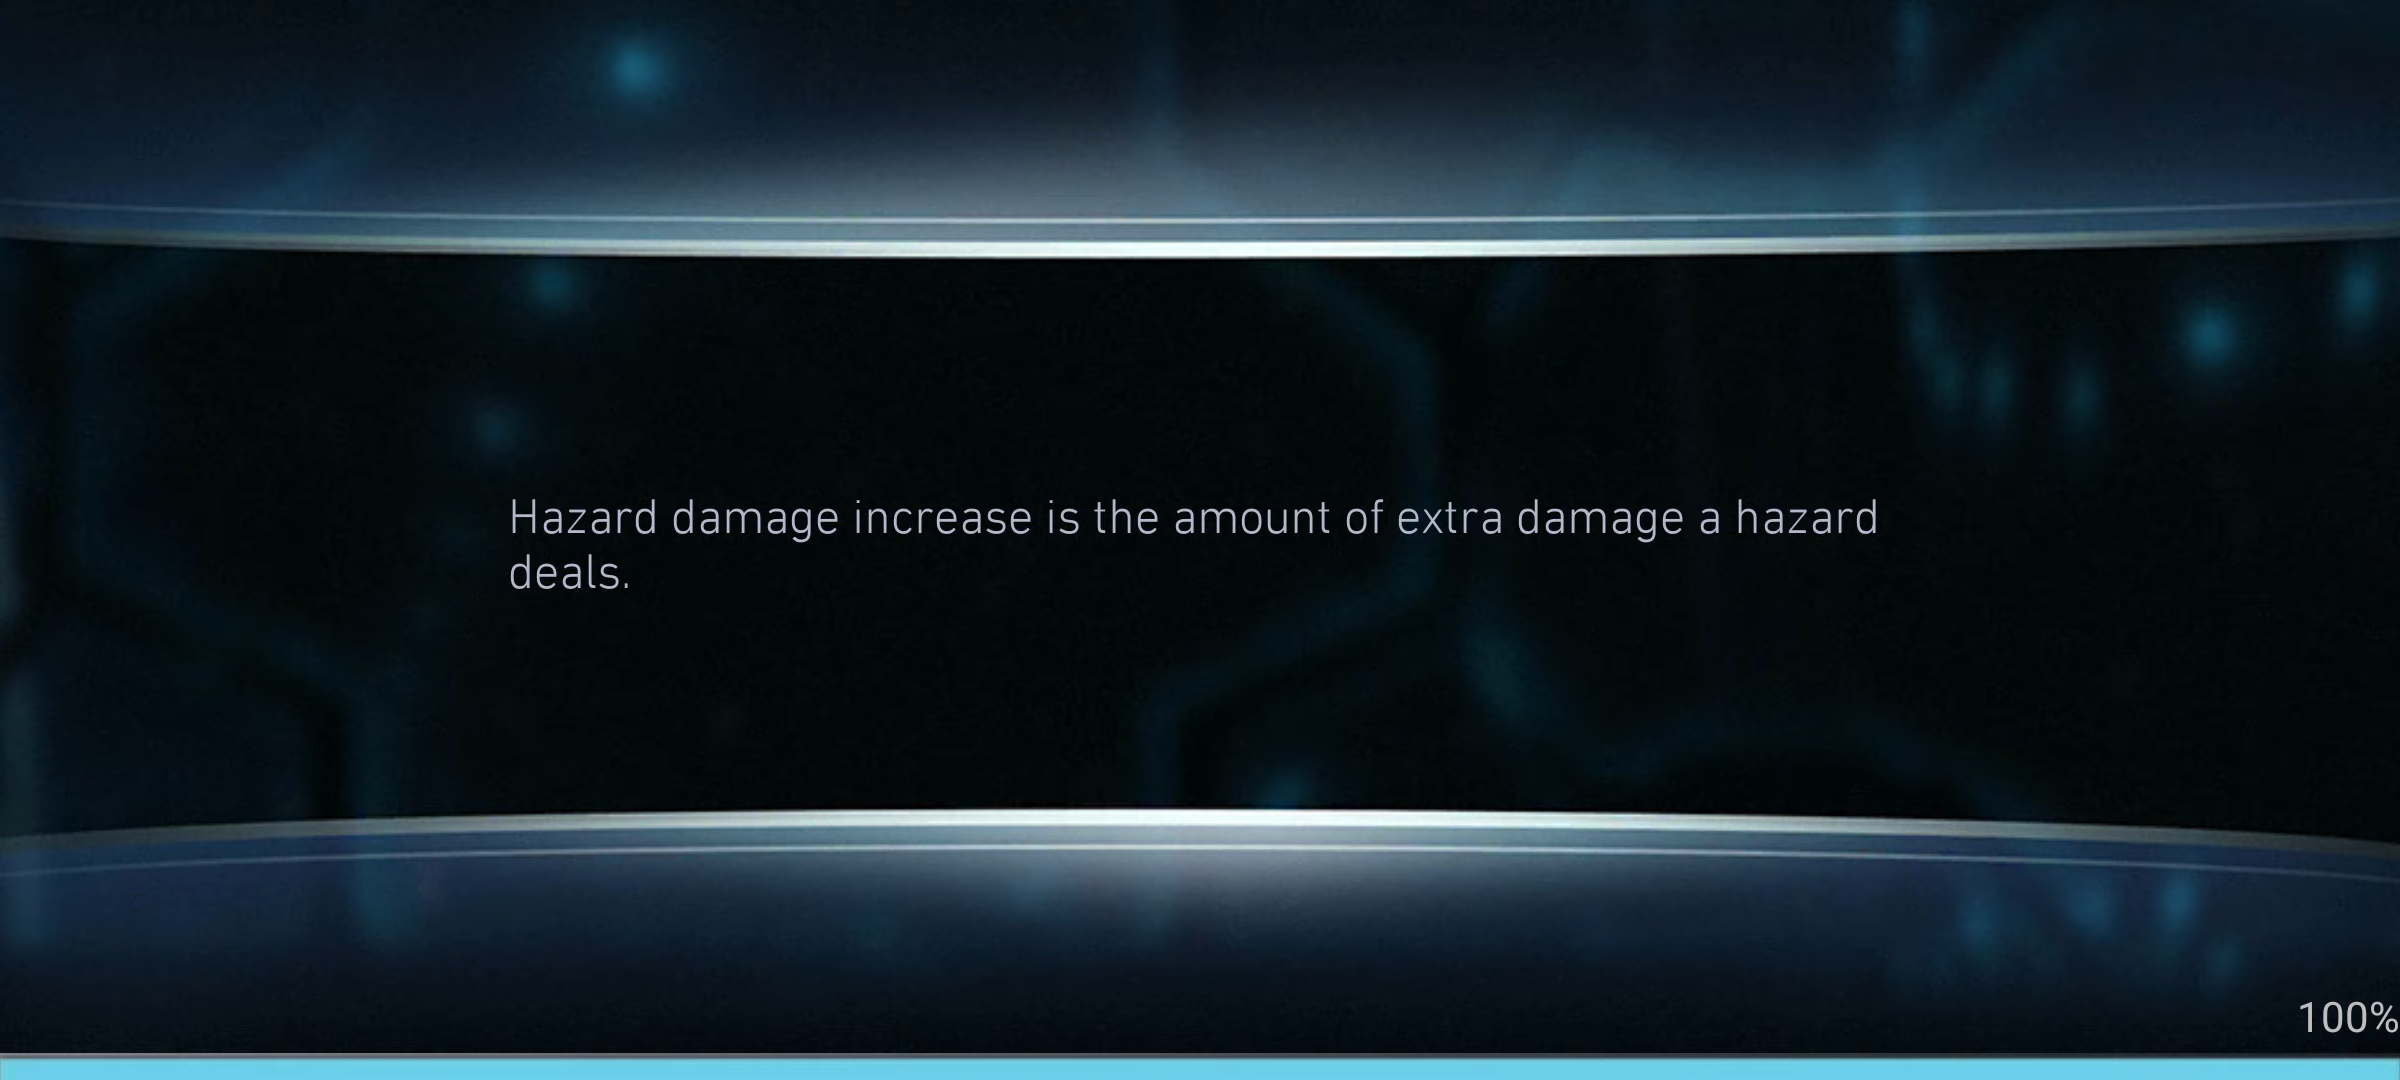 Hazard damage increase is the amount of extra damage a hazard
deals.
100%